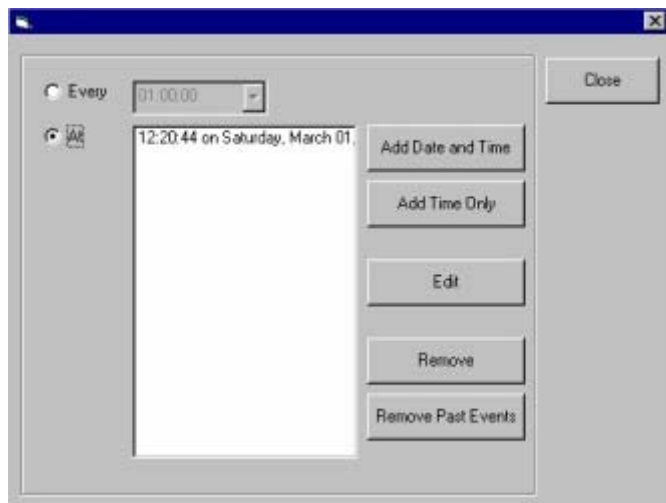 Close
Every
01:00:00
At
12:20:44 on Saturday, March 01,
Add Date and Time
Add Time Only
Edit
Remove
Remove Past Events